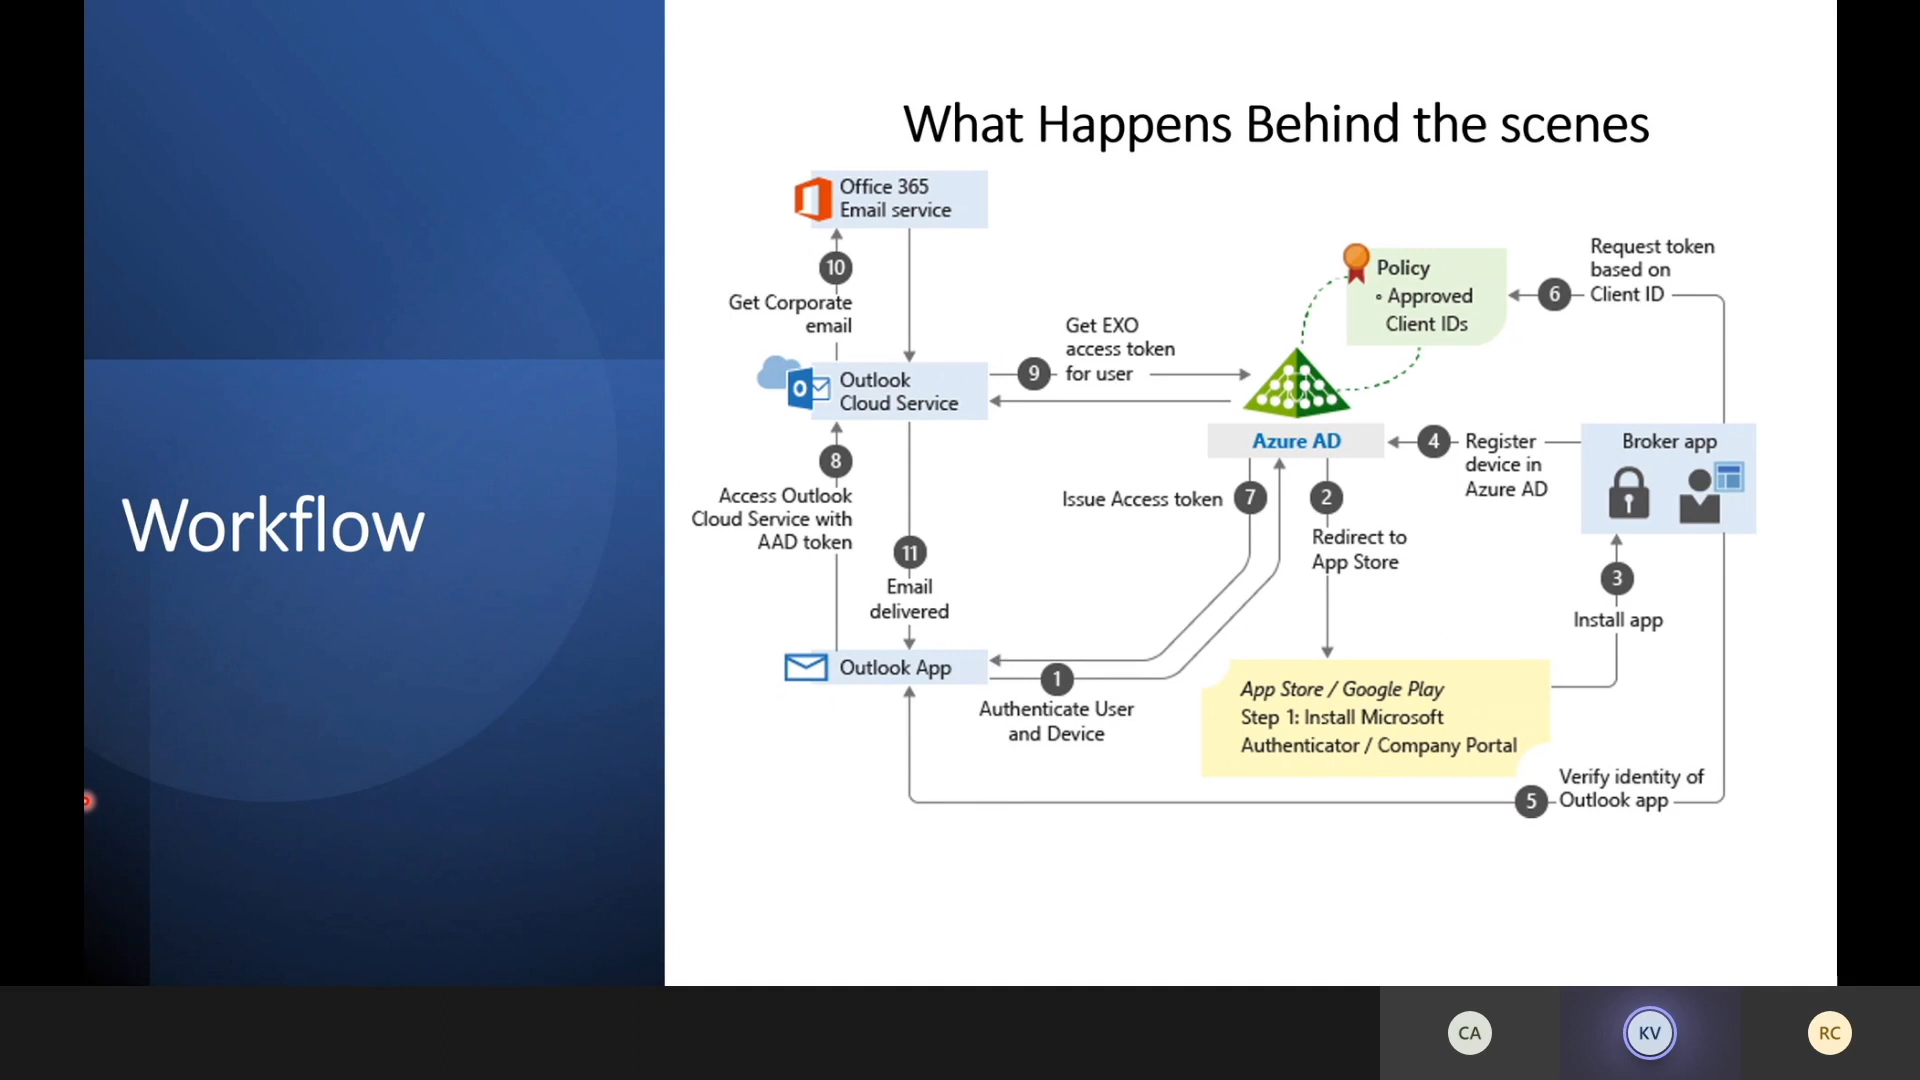 What Happens Behind the scenes
Workflow
Office 365
Email service
10
Get Corporate
email
Outlook
Cloud Service
8
Access Outlook
Cloud Service with
AAD token
11
Email
delivered
Outlook App
9
Get EXO
access token
for user
Policy
• Approved
Client IDs
6
Request token
based on
Client ID
Azure AD
4
Register
device in
Azure AD
Broker app
Issue Access token
7
2
Redirect to
App Store
3
Install app
1
Authenticate User
and Device
App Store / Google Play
Step 1: Install Microsoft
Authenticator / Company Portal
5
Verify identity of
Outlook app
CA
KV
RC